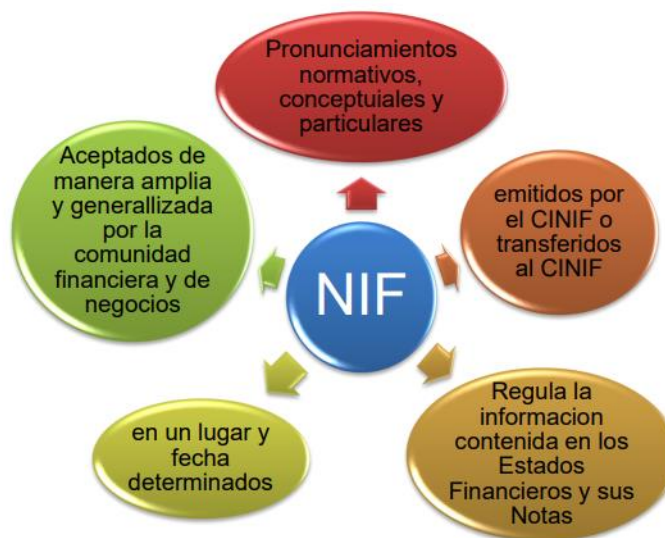 Pronunciamientos
normativos,
conceptuiales y
particulares
Aceptados de
manera amplia
y generallizada
por la
comunidad
financiera y de
negocios
emitidos por
el CINIF o
transferidos
al CINIF
NIF
en un lugar y
fecha
determinados
Regula la
informacion
contenida en los
Estados
Financieros y sus
Notas